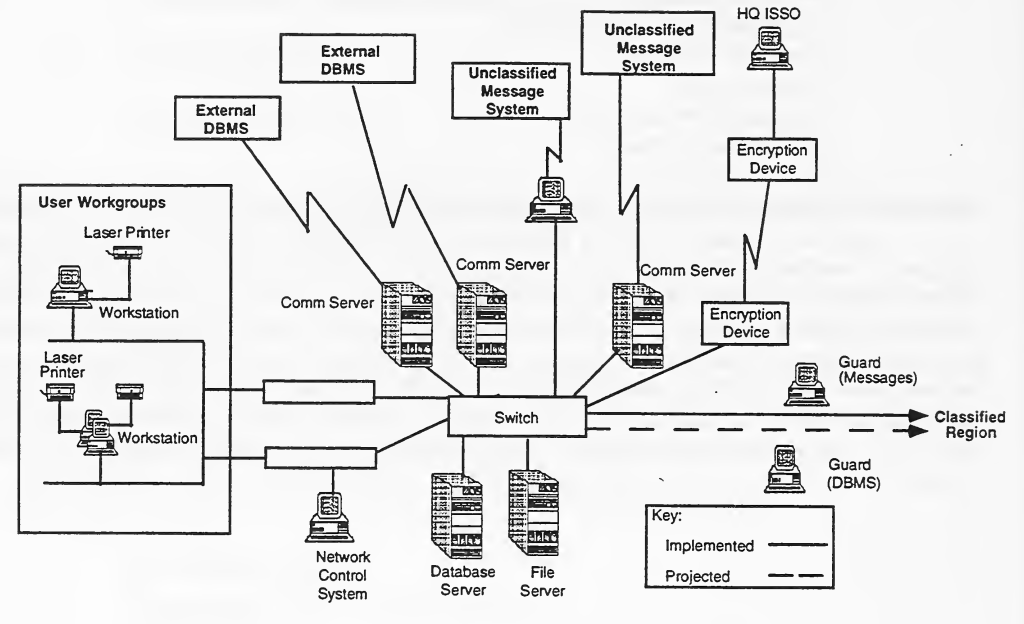 HQ ISSO
Unclassified
Message
System
External
DBMS
Unclassified
Message
System
External
DBMS
Encryption
Device
User Workgroups
Laser Printer
Workstation
Comm Server
Comm Server
Comm Server
Encryption
Device
Laser
Printer
Workstation
Guard
(Messages)
Switch
Classified
Region
Guard
(DBMS)
Network
Control
System
Database
Server
File
Server
Key:
Implemented
Projected